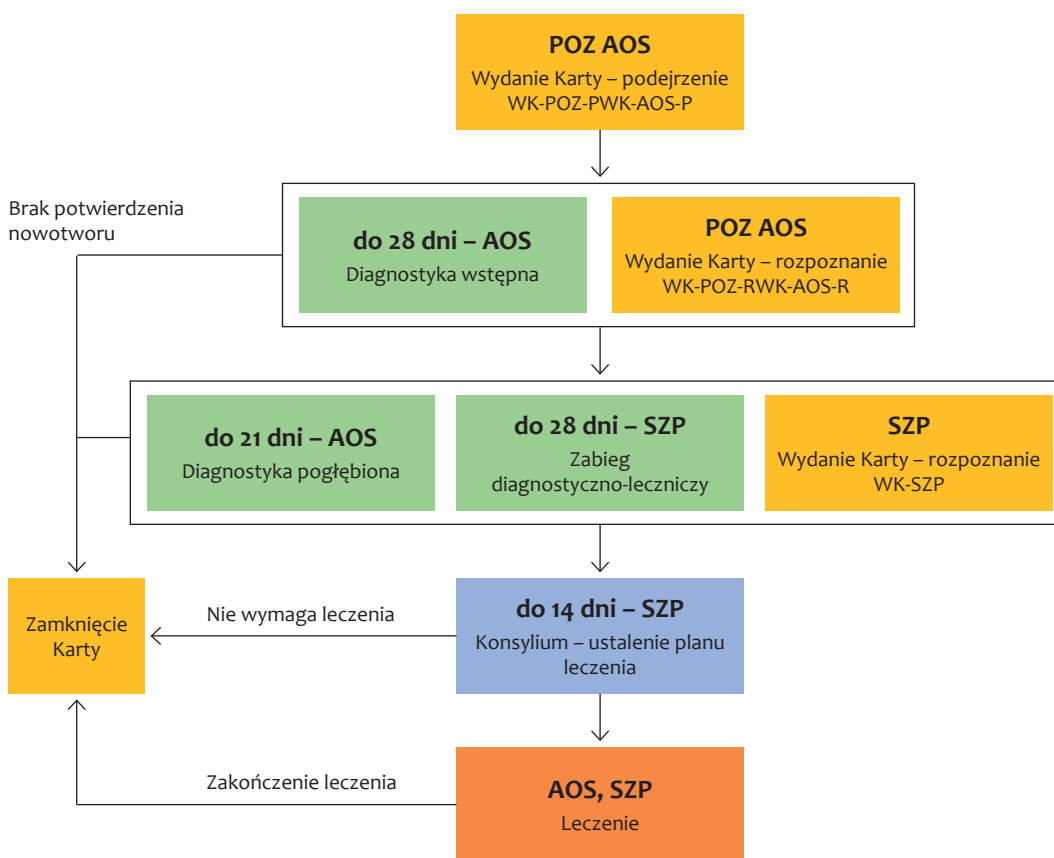 POZ AOS
Wydanie Karty – podejrzenie
WK-POZ-PWK-AOS-P
Brak potwierdzenia
nowotworu
do 28 dni – AOS
Diagnostyka wstępna
POZ AOS
Wydanie Karty – rozpoznanie
WK-POZ-RWK-AOS-R
do 21 dni – AOS
Diagnostyka pogłębiona
do 28 dni – SZP
Zabieg
diagnostyczno-leczniczy
SZP
Wydanie Karty – rozpoznanie
WK-SZP
Zamknięcie
Karty
Nie wymaga leczenia
do 14 dni – SZP
Konsylium – ustalenie planu
leczenia
Zakończenie leczenia
AOS, SZP
Leczenie